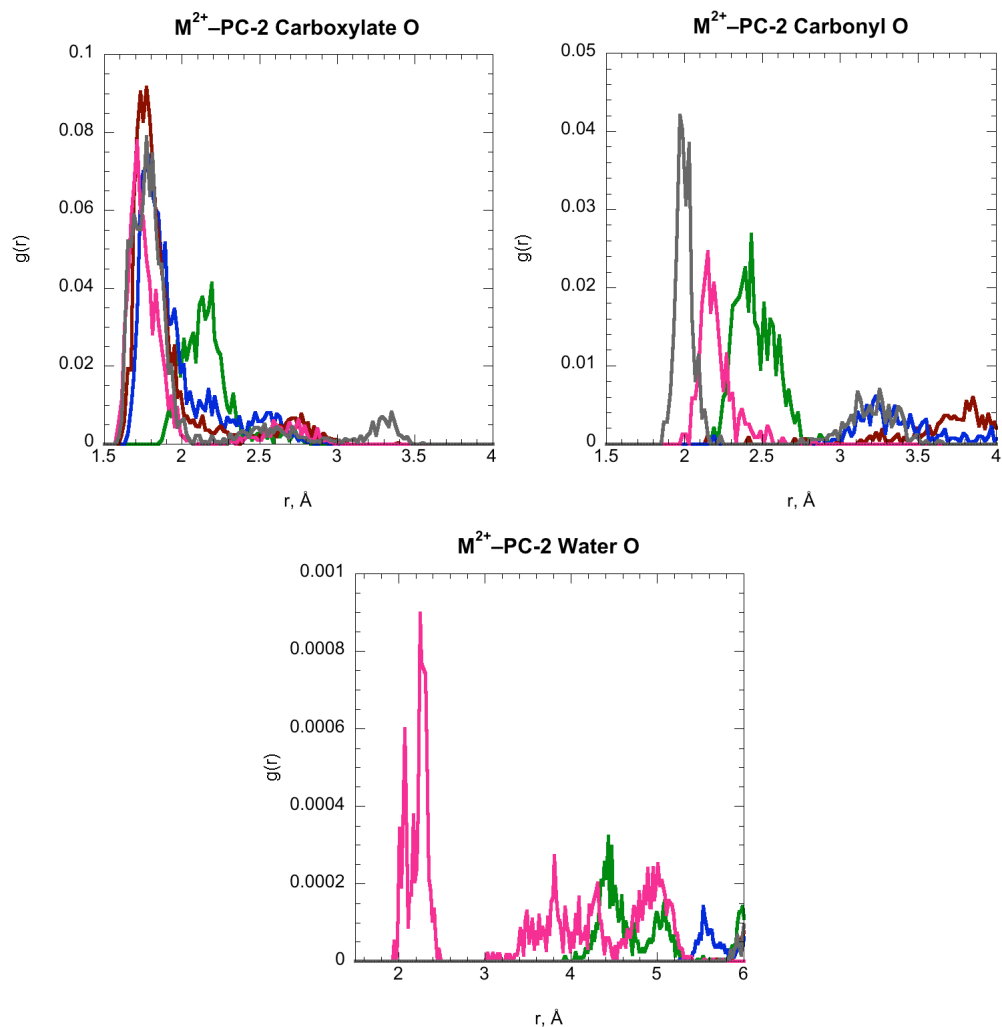 M²⁺–PC-2 Carboxylate O
0.1
0.08
0.06
0.04
0.02
0
g(r)
1.5 2 2.5 3 3.5 4
r, Å
M²⁺–PC-2 Carbonyl O
0.05
0.04
0.03
0.02
0.01
0
g(r)
1.5 2 2.5 3 3.5 4
r, Å
M²⁺–PC-2 Water O
0.001
0.0008
0.0006
0.0004
0.0002
0
g(r)
2 3 4 5 6
r, Å